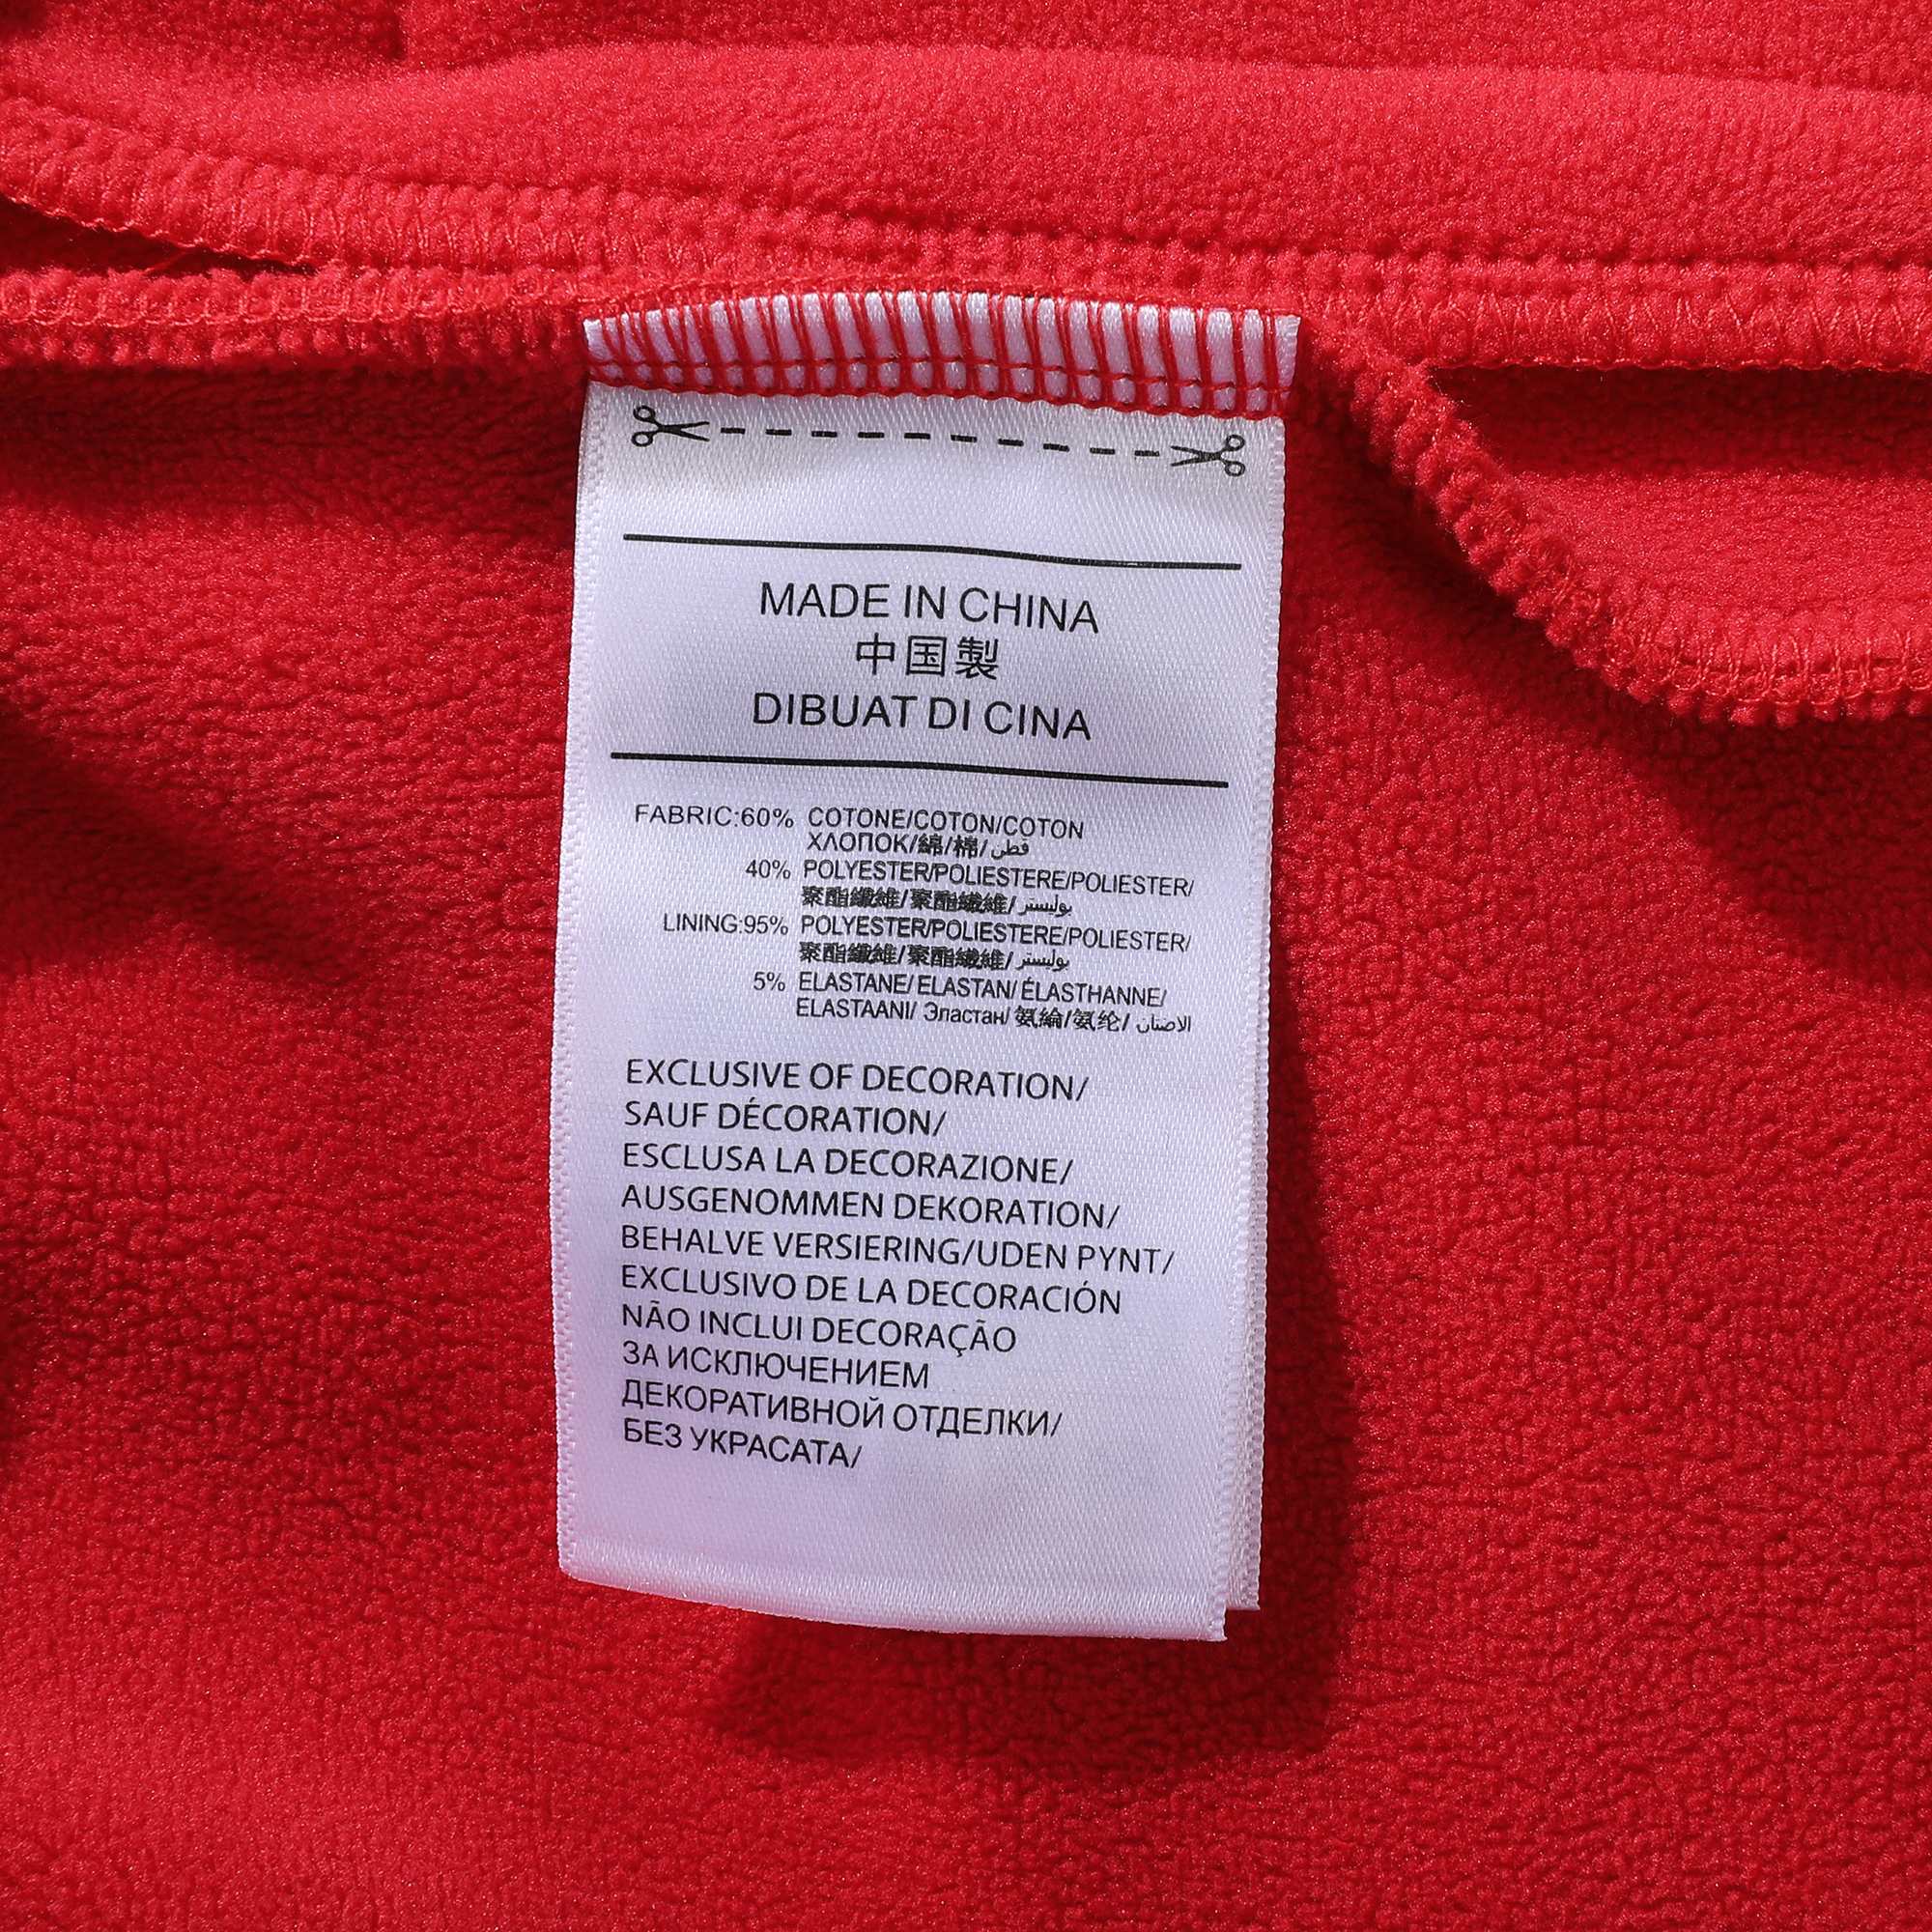 MADE IN CHINA
中国製
DIBUAT DI CINA
FABRIC:60% COTONE/COTON/COTON
ХЛОПОК/綿/棉/قطن
40% POLYESTER/POLIESTERE/POLIESTER/
聚酯纖維/聚酯纖維/بوليستر
LINING:95% POLYESTER/POLIESTERE/POLIESTER/
聚酯纖維/聚酯纖維/بوليستر
5% ELASTANE/ ELASTAN/ ÉLASTHANNE/
ELASTAANI/ Эластан/ 氨綸/氨纶/ الاضتان
EXCLUSIVE OF DECORATION/
SAUF DÉCORATION/
ESCLUSA LA DECORAZIONE/
AUSGENOMMEN DEKORATION/
BEHALVE VERSIERING/UDEN PYNT/
EXCLUSIVO DE LA DECORACIÓN
NÃO INCLUI DECORAÇÃO
ЗА ИСКЛЮЧЕНИЕМ
ДЕКОРАТИВНОЙ ОТДЕЛКИ/
БЕЗ УКРАСАТА/